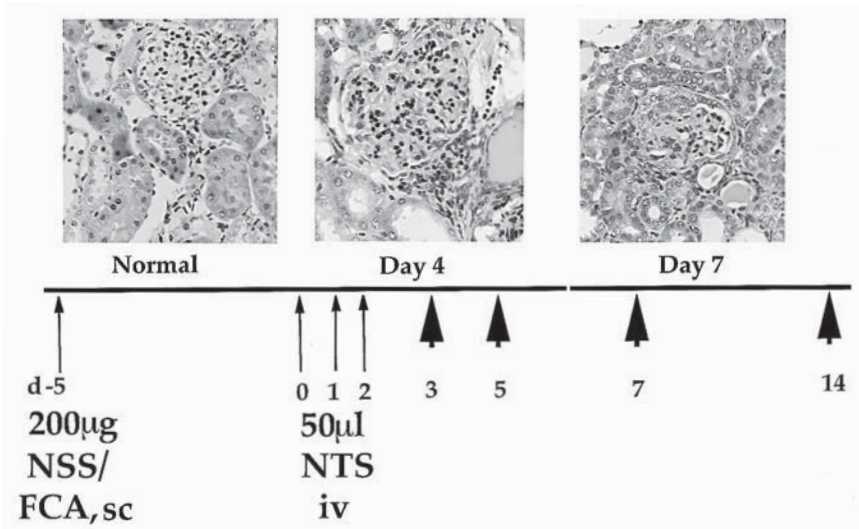 Normal Day 4 Day 7
d-5 0 1 2 3 5 7 14
200μg 50μl
NSS/ NTS
FCA, sc iv